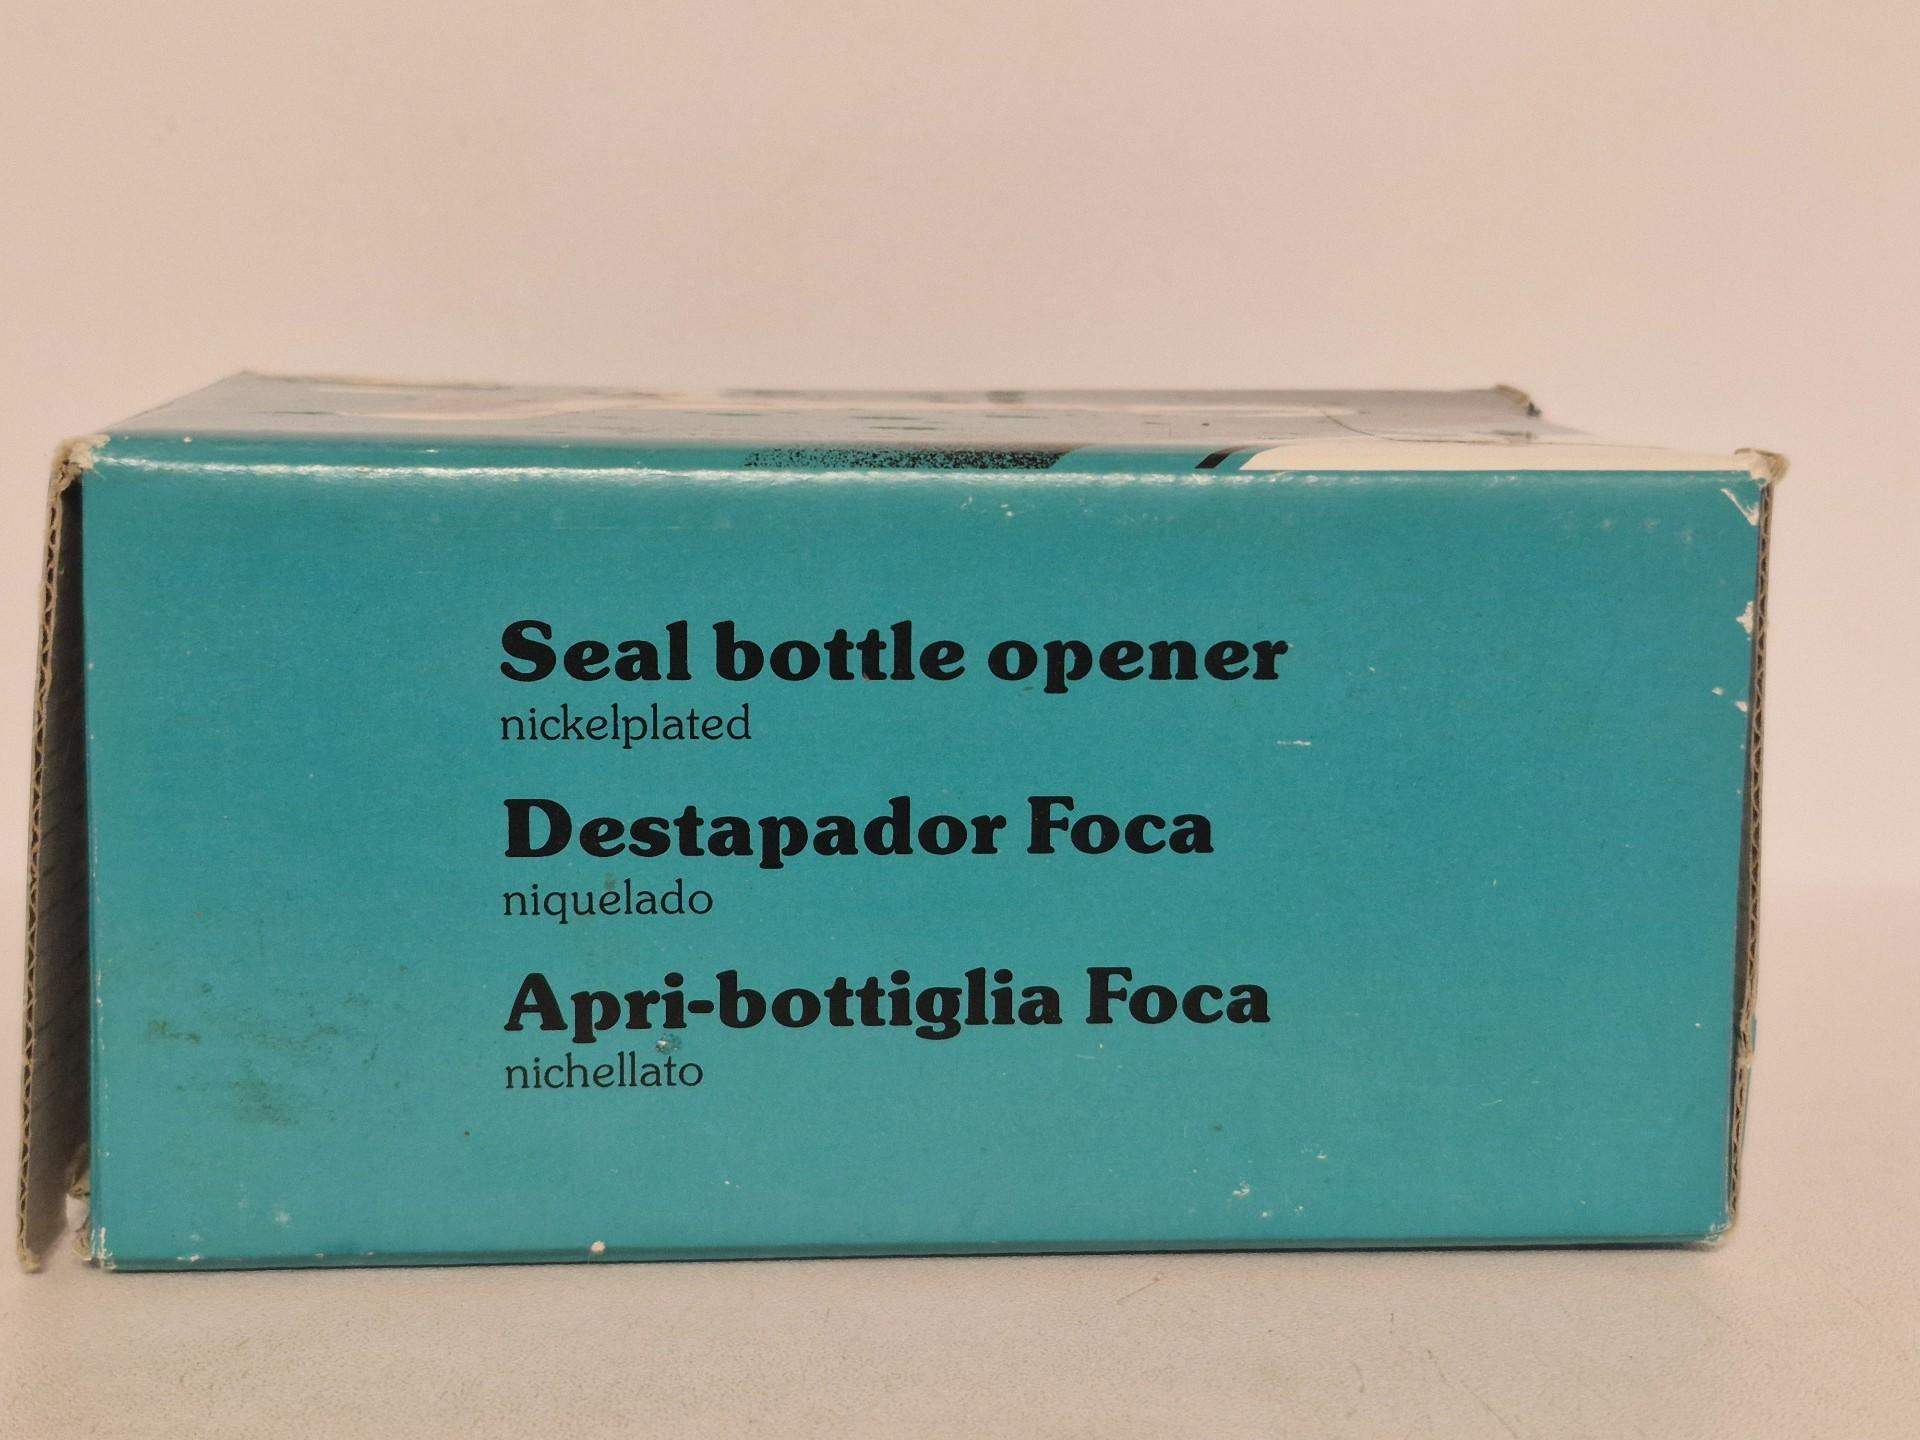 Seal bottle opener
nickelplated
Destapador Foca
niquelado
Apri-bottiglia Foca
nichellato